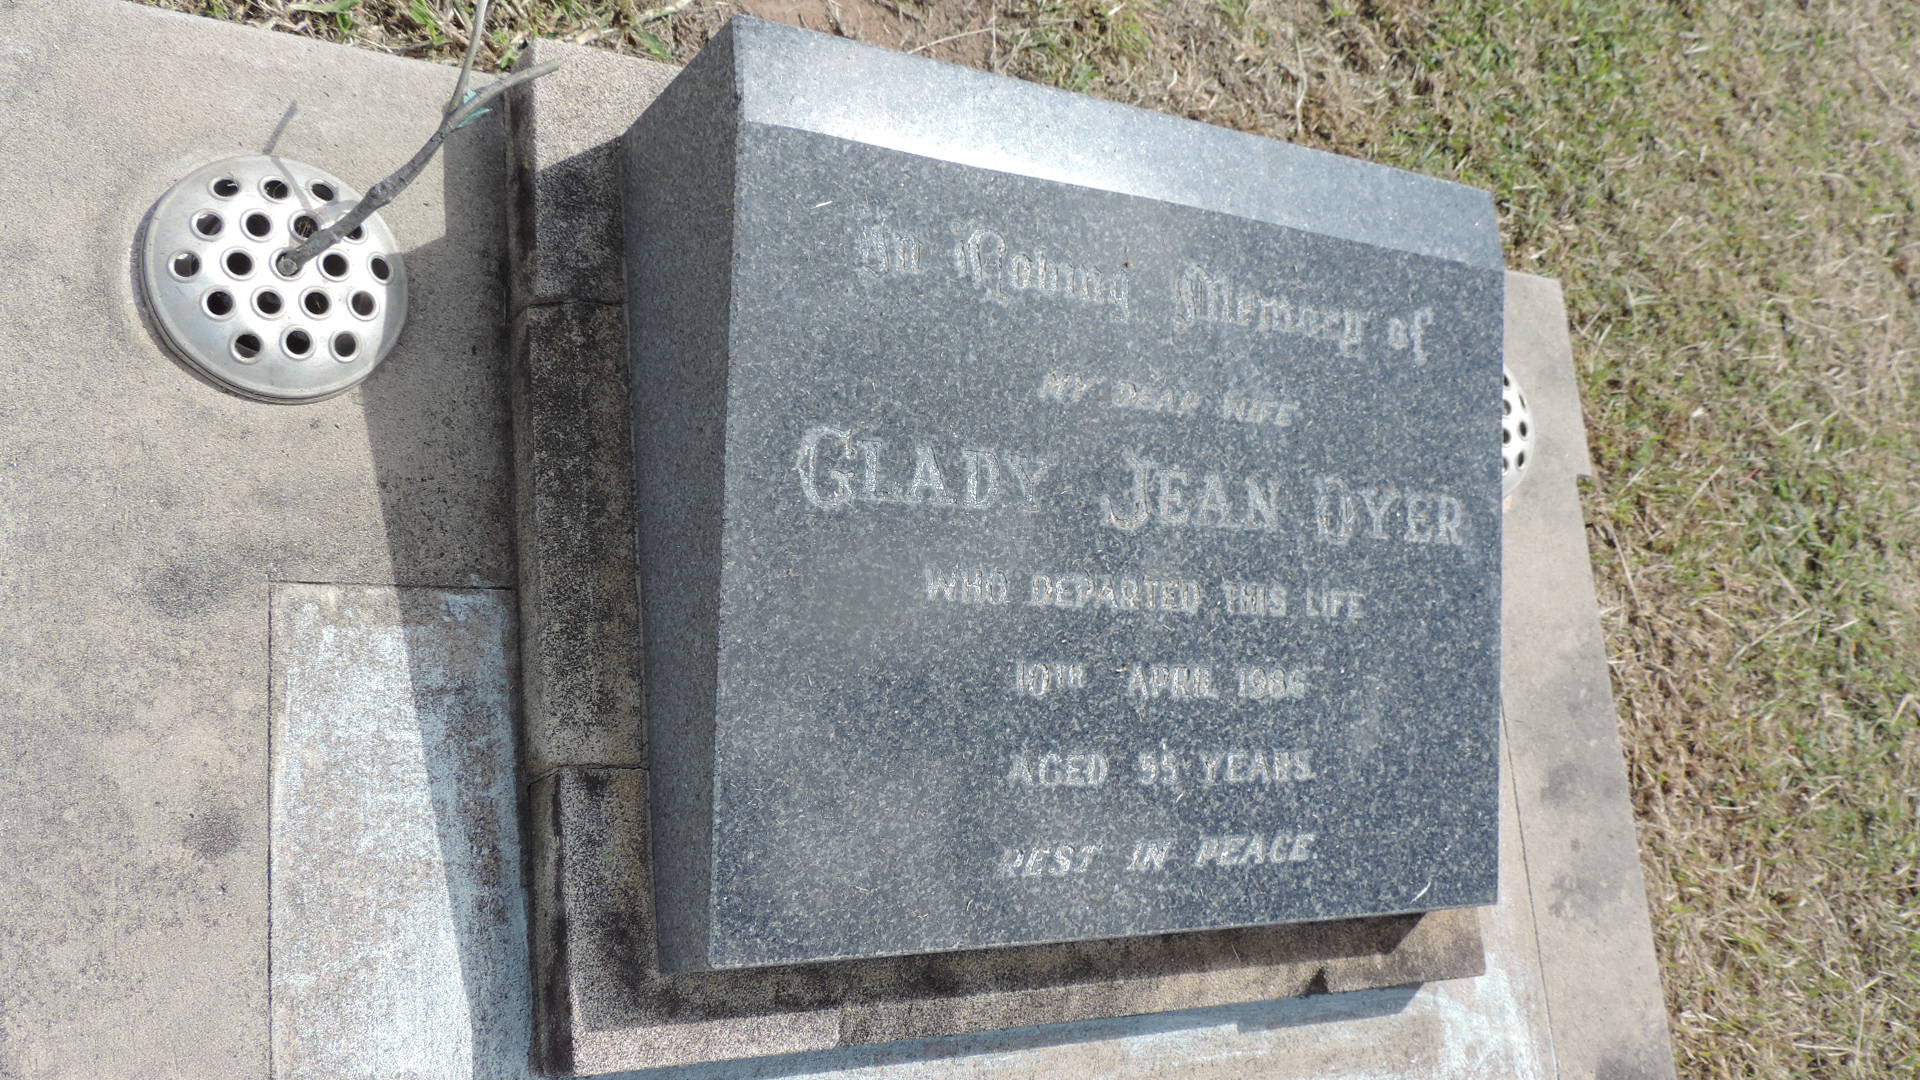 In Loving Memory of
MY DEAR WIFE
GLADY JEAN DYER
WHO DEPARTED THIS LIFE
10TH APRIL 1986
AGED 55 YEARS.
REST IN PEACE.